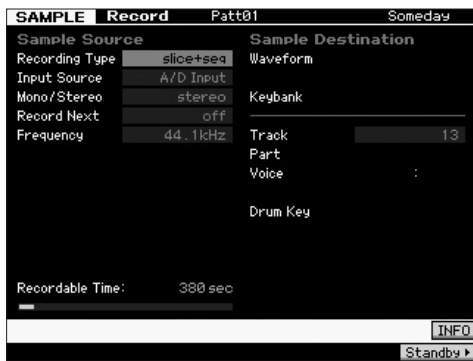 SAMPLE Record Patt01 Someday
Sample Source
Recording Type slice+seq
Input Source A/D Input
Mono/Stereo stereo
Record Next off
Frequency 44.1kHz
Recordable Time: 380 sec
Sample Destination
Waveform
Keybank
Track 13
Part
Voice :
Drum Key
INFO
Standby